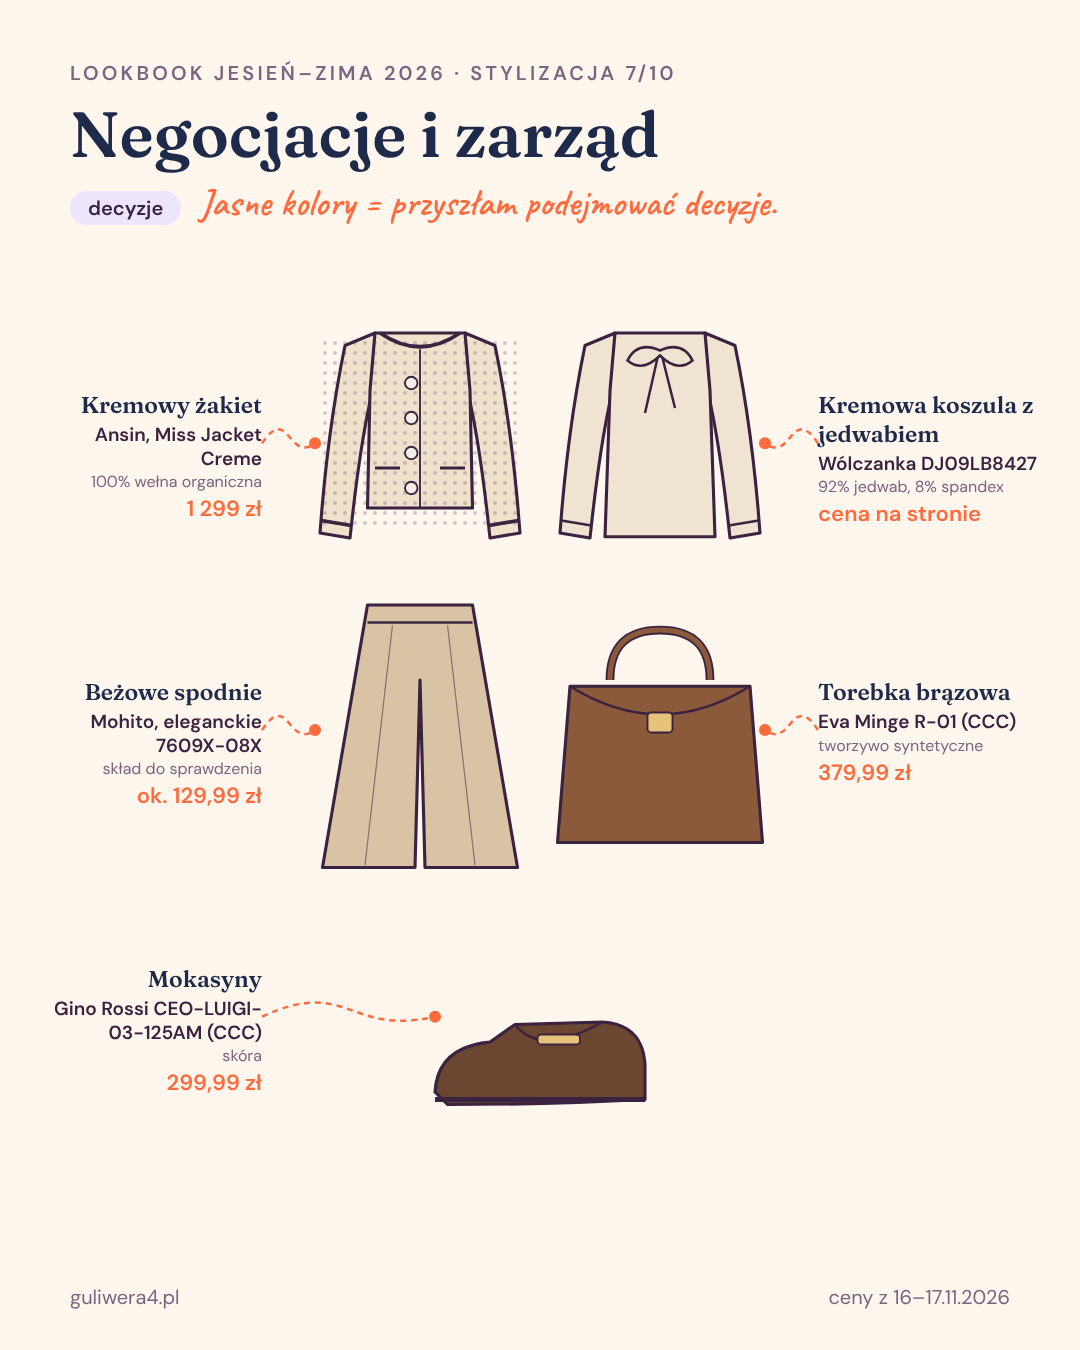 LOOKBOOK JESIEŃ–ZIMA 2026 · STYLIZACJA 7/10
Negocjacje i zarząd
decyzje
Jasne kolory = przyszłam podejmować decyzje.
Kremowy żakiet
Ansin, Miss Jacket
Creme
100% wełna organiczna
1 299 zł
Kremowa koszula z
jedwabiem
Wólczanka DJ09LB8427
92% jedwab, 8% spandex
cena na stronie
Beżowe spodnie
Mohito, eleganckie
7609X-08X
skład do sprawdzenia
ok. 129,99 zł
Torebka brązowa
Eva Minge R-01 (CCC)
tworzywo syntetyczne
379,99 zł
Mokasyny
Gino Rossi CEO-LUIGI-
03-125AM (CCC)
skóra
299,99 zł
guliwera4.pl
ceny z 16–17.11.2026